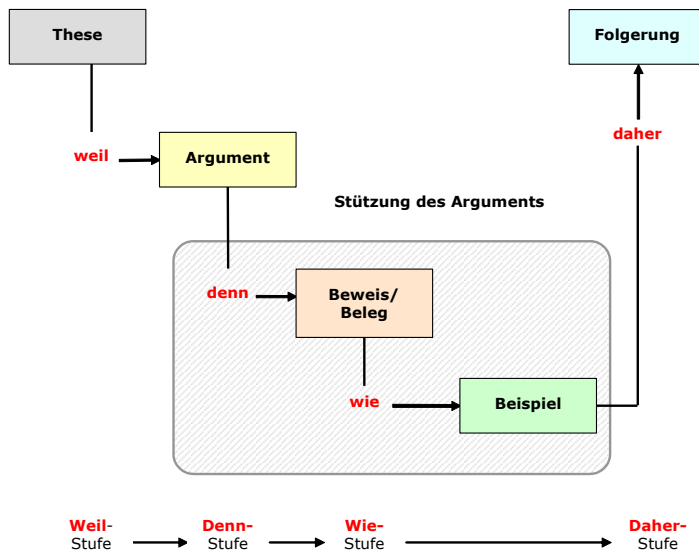 These
Folgerung
weil
Argument
daher
Stützung des Arguments
denn
Beweis/
Beleg
wie
Beispiel
Weil-
Stufe
Denn-
Stufe
Wie-
Stufe
Daher-
Stufe